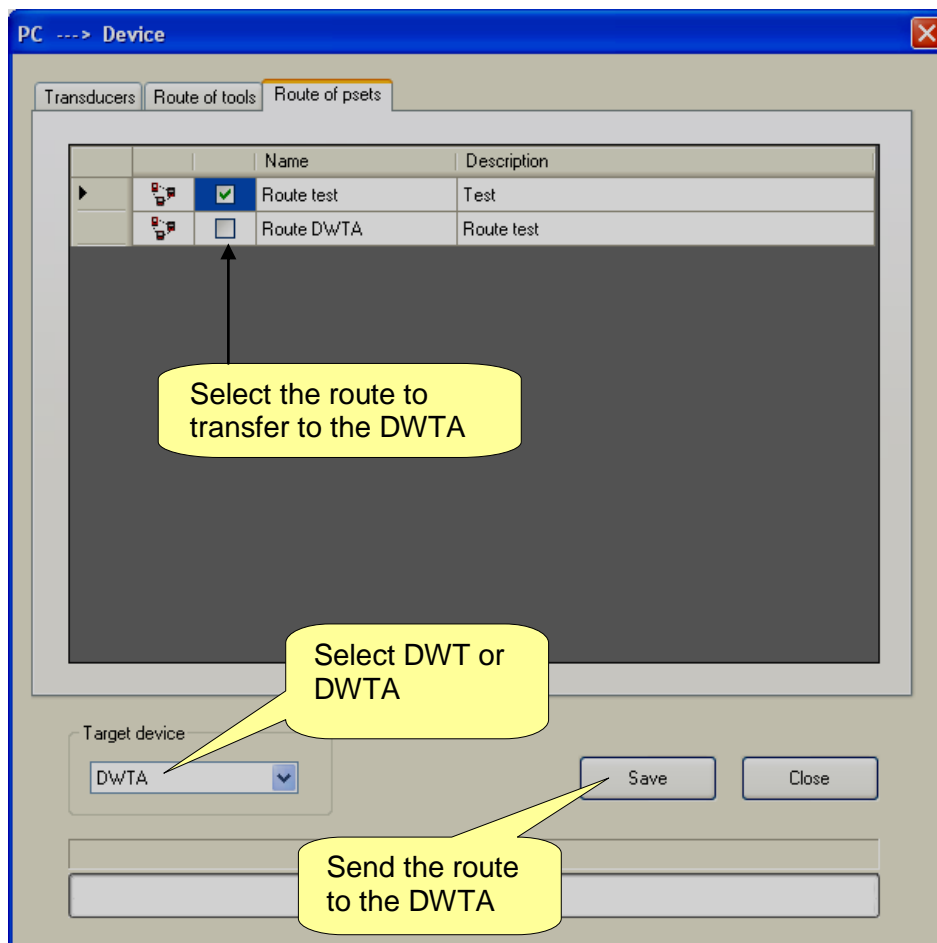 PC ---> Device
Transducers Route of tools Route of psets
Name Description
Route test Test
Route DWTA Route test
Select the route to
transfer to the DWTA
Select DWT or
DWTA
Target device
DWTA
Save Close
Send the route
to the DWTA